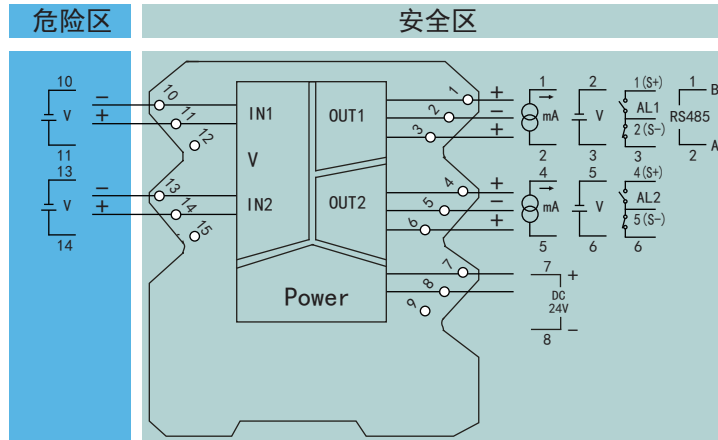 危险区
安全区
10
V
11
13
V
14
−
+
−
+
10
11
12
13
14
15
IN1
V
IN2
OUT1
OUT2
Power
1
2
3
4
5
6
7
8
9
+
−
+
+
−
+
1
mA
2
2
V
3
1(S+)
AL1
2(S-)
3
1
B
RS485
A
2
4
mA
5
5
V
6
4(S+)
AL2
5(S-)
6
7
+
DC
24V
8
−